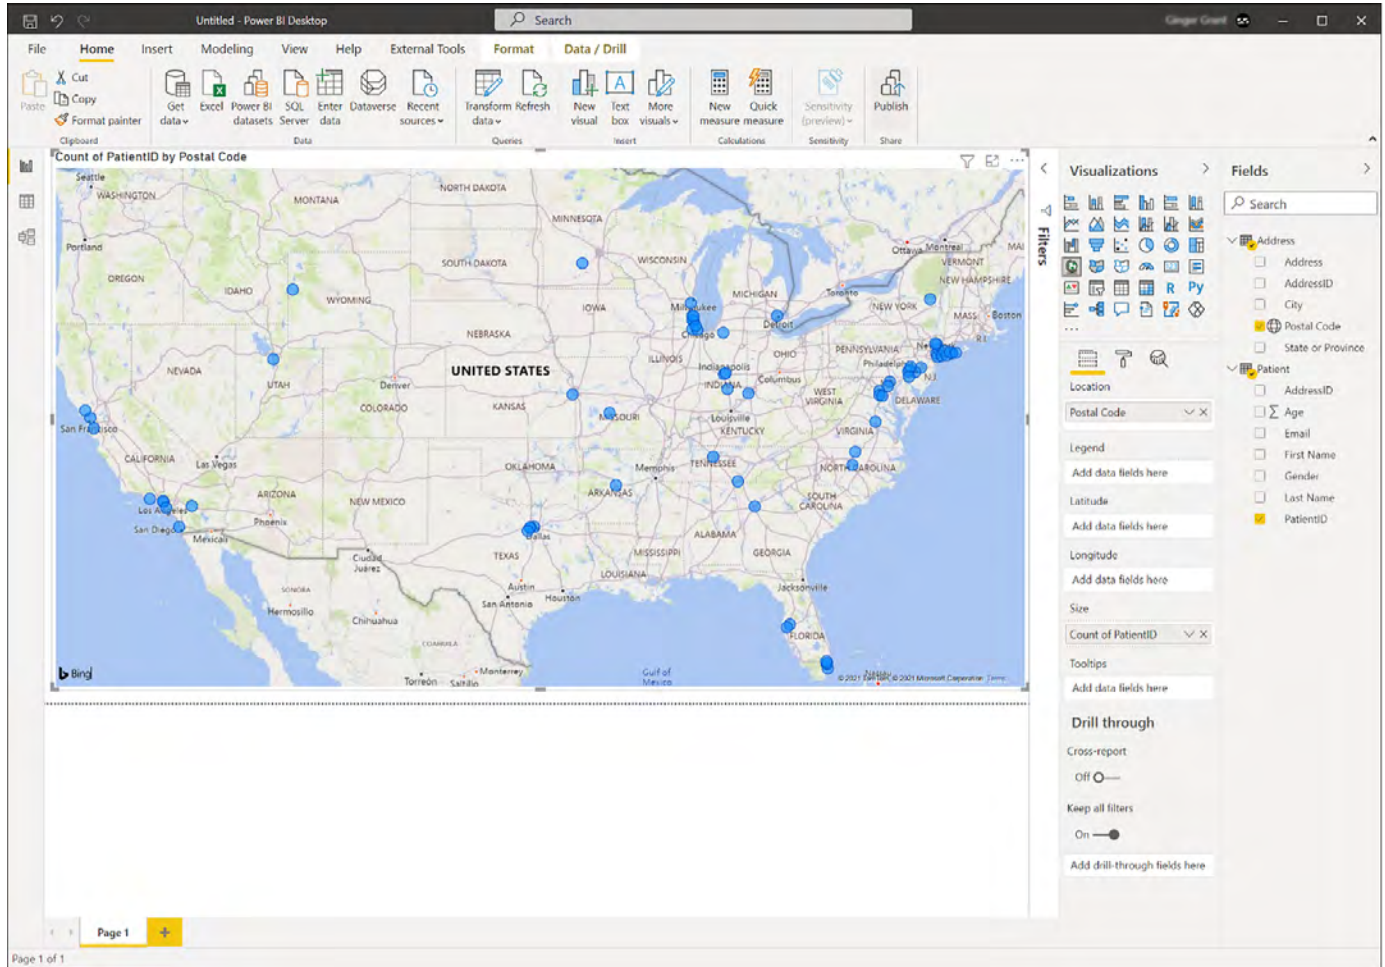 Untitled - Power BI Desktop
Search
Ginger Grant
File Home Insert Modeling View Help External Tools Format Data / Drill
Paste
Cut
Copy
Format painter
Clipboard
Get data
Excel
Power BI datasets
SQL Server
Enter data
Dataverse
Recent sources
Data
Transform data
Refresh
Queries
New visual
Text box
More visuals
Insert
New measure
Quick measure
Calculations
Sensitivity (preview)
Sensitivity
Publish
Share
Count of PatientID by Postal Code
Seattle
WASHINGTON
MONTANA
NORTH DAKOTA
MINNESOTA
Ottawa
Montreal
MAI
Portland
SOUTH DAKOTA
WISCONSIN
VERMONT
OREGON
IDAHO
WYOMING
MICHIGAN
Toronto
NEW HAMPSHIRE
IOWA
Milwaukee
NEW YORK
MASS
Boston
Detroit
NEBRASKA
Chicago
R.I.
NEVADA
UTAH
Denver
UNITED STATES
ILLINOIS
Indianapolis
INDIANA
OHIO
Columbus
PENNSYLVANIA
Philadelphia
NJ
COLORADO
KANSAS
MISSOURI
WEST VIRGINIA
DELAWARE
San Francisco
Louisville
KENTUCKY
VIRGINIA
CALIFORNIA
Las Vegas
OKLAHOMA
Memphis
TENNESSEE
NORTH CAROLINA
ARIZONA
NEW MEXICO
ARKANSAS
SOUTH CAROLINA
Los Angeles
Phoenix
San Diego
Mexicali
Dallas
ALABAMA
Ciudad Juárez
TEXAS
MISSISSIPPI
GEORGIA
LOUISIANA
SONORA
Austin
Jacksonville
Hermosillo
San Antonio
Houston
Chihuahua
FLORIDA
COAHUILA
Bing
Monterrey
Gulf of Mexico
Torreón
Saltillo
Filters
Visualizations
R
Py
Location
Postal Code
Legend
Add data fields here
Latitude
Add data fields here
Longitude
Add data fields here
Size
Count of PatientID
Tooltips
Add data fields here
Drill through
Cross-report
Off
Keep all filters
On
Add drill-through fields here
Fields
Search
Address
Address
AddressID
City
Postal Code
State or Province
Patient
AddressID
Age
Email
First Name
Gender
Last Name
PatientID
Page 1
Page 1 of 1